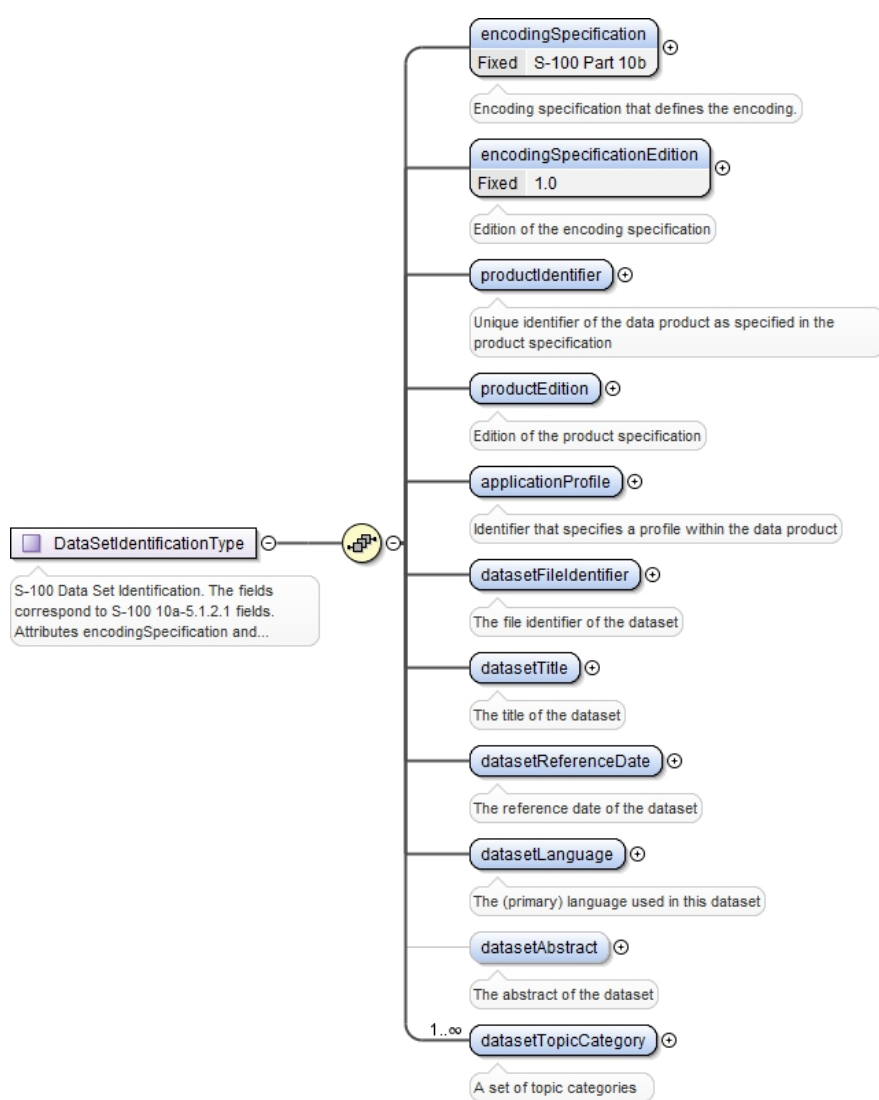 encodingSpecification
Fixed S-100 Part 10b
Encoding specification that defines the encoding.
encodingSpecificationEdition
Fixed 1.0
Edition of the encoding specification
productIdentifier
Unique identifier of the data product as specified in the
product specification
productEdition
Edition of the product specification
applicationProfile
Identifier that specifies a profile within the data product
DataSetIdentificationType
S-100 Data Set Identification. The fields
correspond to S-100 10a-5.1.2.1 fields.
Attributes encodingSpecification and...
datasetFileIdentifier
The file identifier of the dataset
datasetTitle
The title of the dataset
datasetReferenceDate
The reference date of the dataset
datasetLanguage
The (primary) language used in this dataset
datasetAbstract
The abstract of the dataset
1..∞
datasetTopicCategory
A set of topic categories